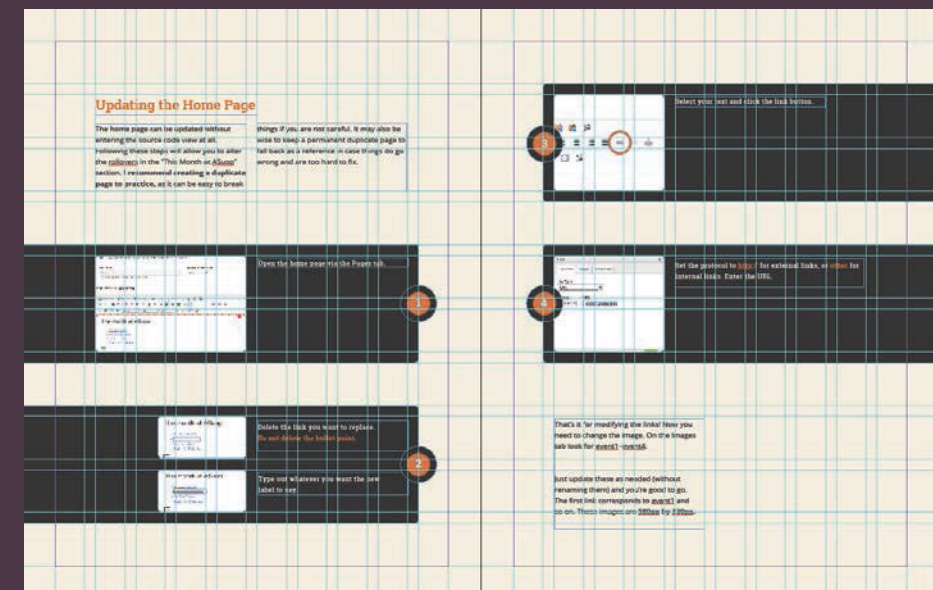 Updating the Home Page
The home page can be updated without
entering the source code view at all.
Following these steps will allow you to alter
the rollovers in the "This Month at ASuso"
section. I recommend creating a duplicate
page to practice, as it can be easy to break
things if you are not careful. It may also be
wise to keep a permanent duplicate page to
fall back as a reference in case things do go
wrong and are too hard to fix.
Open the home page via the Pages tab.
1
Delete the link you want to replace.
Do not delete the bullet point.
2
Type out whatever you want the new
label to say.
Select your text and click the link button.
3
Set the protocol to http:// for external links, or other for
internal links. Enter the URL.
4
That's it for modifying the links! Now you
need to change the image. On the Images
tab look for event1-event4.
Just update these as needed (without
renaming them) and you're good to go.
The first link corresponds to event1 and
so on. These images are 580px by 330px.